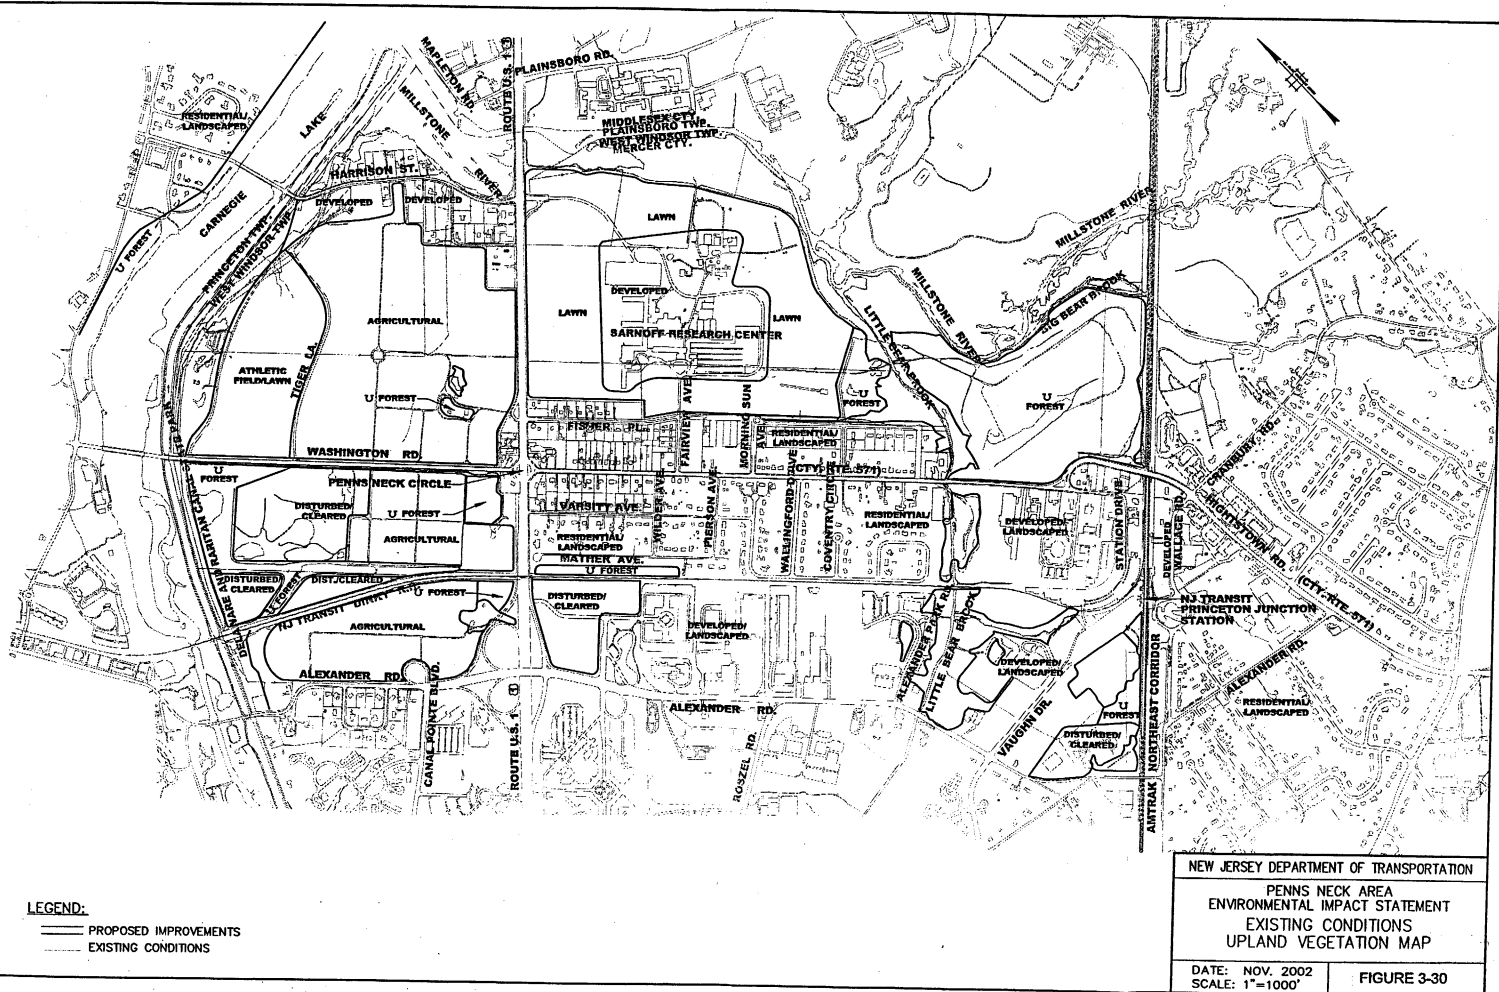 MAPLETON RD.
PLAINSBORO RD.
ROUTE U.S. 1
MILLSTONE
RIVER
RESIDENTIAL/
LANDSCAPED
LAKE
CARNEGIE
MIDDLESEX CTY.
PLAINSBORO TWP.
WEST WINDSOR TWP.
MERCER CTY.
HARRISON ST.
DEVELOPED
DEVELOPED
U FOREST
PRINCETON TWP.
WEST WINDSOR TWP.
LAWN
MILLSTONE RIVER
MILLSTONE RIVER
BIG BEAR BROOK
LITTLE BEAR BROOK
AGRICULTURAL
LAWN
DEVELOPED
LAWN
SARNOFF RESEARCH CENTER
ATHLETIC
FIELD/LAWN
TIGER LA.
U FOREST
U
FOREST
U
FOREST
FISHER PL.
FAIRVIEW AVE.
MORNING SUN
AVE.
RESIDENTIAL/
LANDSCAPED
WASHINGTON RD.
(CTY. RTE. 571)
PENNS NECK CIRCLE
U
FOREST
DISTURBED/
CLEARED
U FOREST
VARSITY AVE.
WILDER AVE.
PIERSON AVE.
WALLINGFORD DRIVE
COVENTRY CIRCLE
RESIDENTIAL/
LANDSCAPED
DEVELOPED/
LANDSCAPED
STATION DRIVE
DEVELOPED
WALLACE RD.
CRANBURY RD.
HIGHTSTOWN RD.
(CTY. RTE. 571)
AGRICULTURAL
RESIDENTIAL/
LANDSCAPED
MATHER AVE.
U FOREST
DELAWARE AND RARITAN CANAL STATE PARK
DISTURBED/
CLEARED
U FOREST
DIST./CLEARED
NJ TRANSIT DINKY
U FOREST
DISTURBED/
CLEARED
AGRICULTURAL
DEVELOPED/
LANDSCAPED
ALEXANDER PARK RD.
LITTLE BEAR BROOK
NJ TRANSIT
PRINCETON JUNCTION
STATION
ALEXANDER RD.
DEVELOPED/
LANDSCAPED
ALEXANDER RD.
CANAL POINTE BLVD.
ROUTE U.S. 1
ALEXANDER RD.
ROSZEL RD.
VAUGHN DR.
U
FOREST
DISTURBED/
CLEARED
AMTRAK NORTHEAST CORRIDOR
RESIDENTIAL/
LANDSCAPED
LEGEND:
PROPOSED IMPROVEMENTS
EXISTING CONDITIONS
NEW JERSEY DEPARTMENT OF TRANSPORTATION
PENNS NECK AREA
ENVIRONMENTAL IMPACT STATEMENT
EXISTING CONDITIONS
UPLAND VEGETATION MAP
DATE: NOV. 2002
SCALE: 1"=1000'
FIGURE 3-30